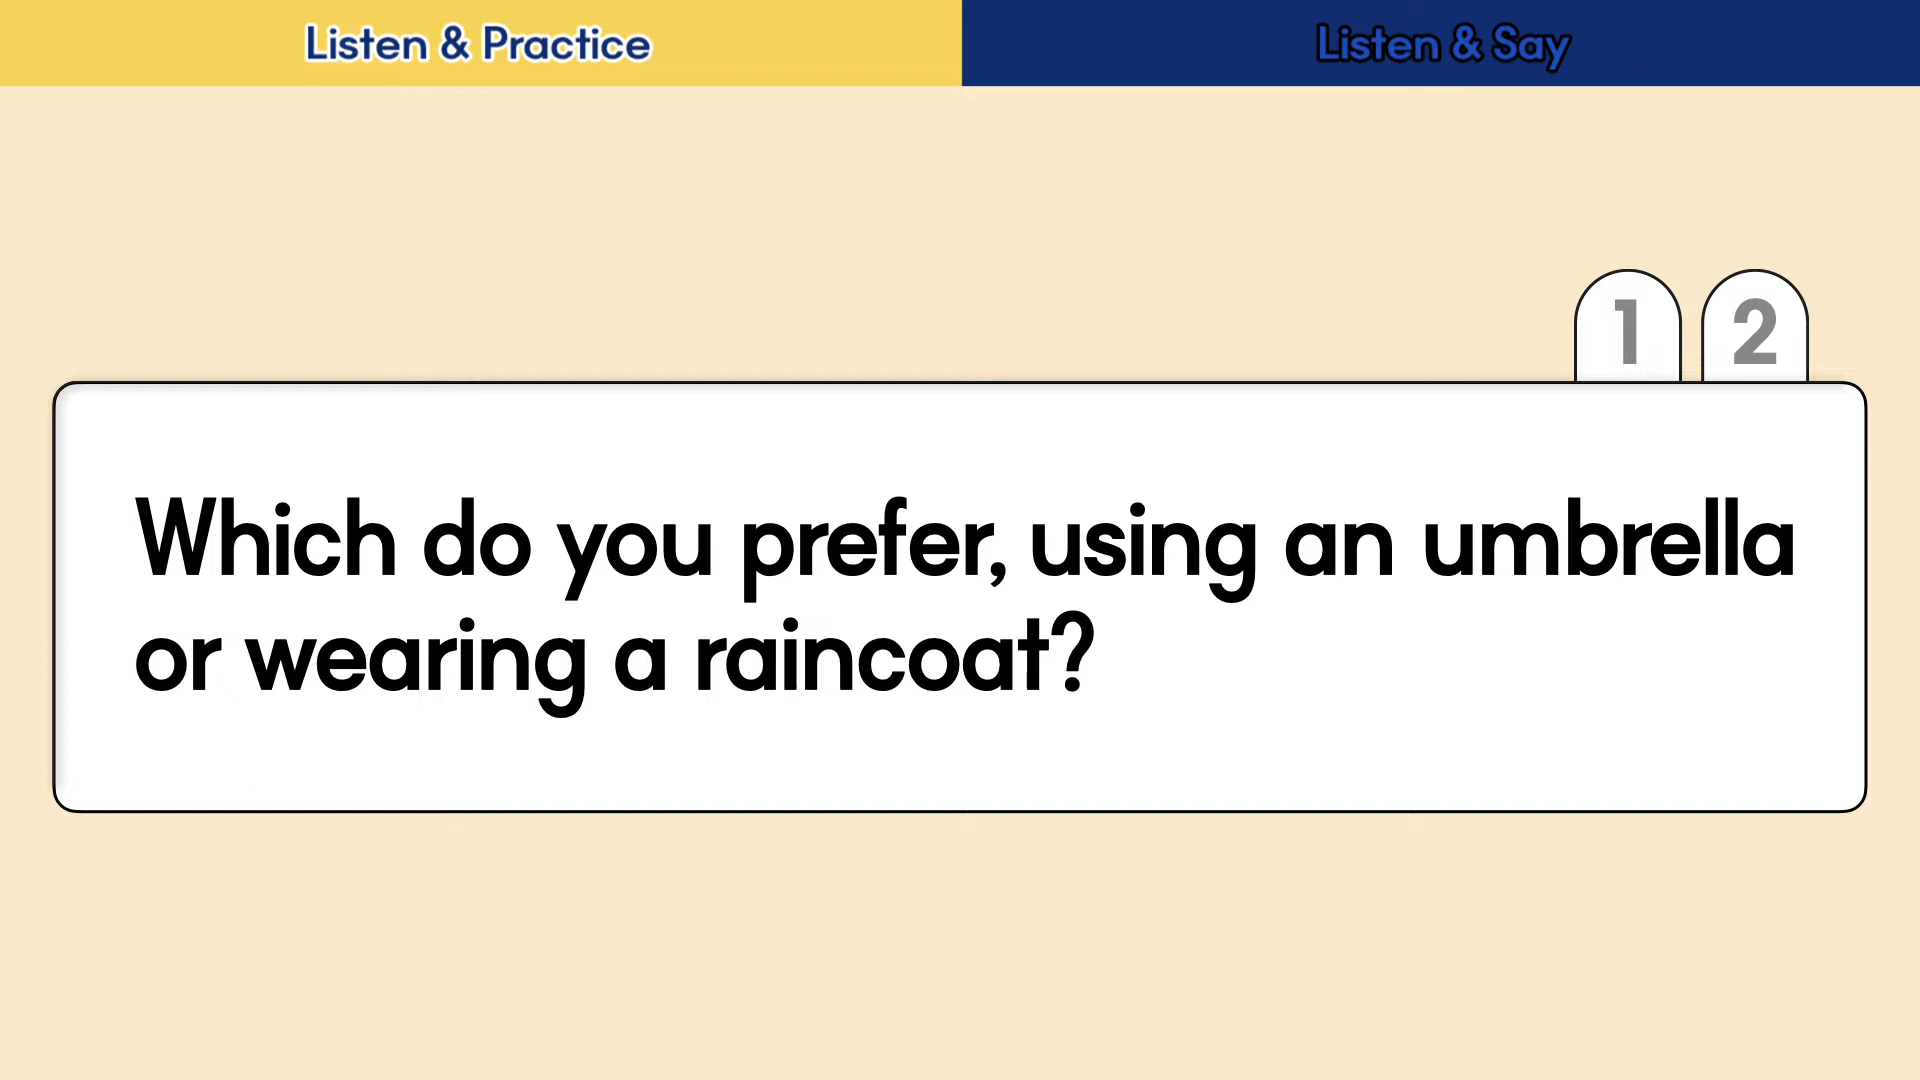 Listen & Practice
Listen & Say
1 2
Which do you prefer, using an umbrella
or wearing a raincoat?